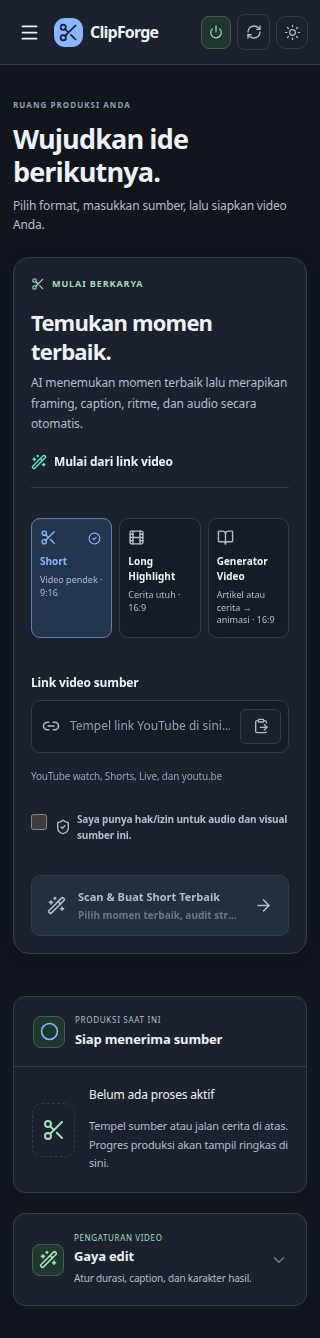 ClipForge
RUANG PRODUKSI ANDA
Wujudkan ide
berikutnya.
Pilih format, masukkan sumber, lalu siapkan video
Anda.
MULAI BERKARYA
Temukan momen
terbaik.
AI menemukan momen terbaik lalu merapikan
framing, caption, ritme, dan audio secara
otomatis.
Mulai dari link video
Short
Video pendek ·
9:16
Long
Highlight
Cerita utuh ·
16:9
Generator
Video
Artikel atau
cerita →
animasi · 16:9
Link video sumber
Tempel link YouTube di sini...
YouTube watch, Shorts, Live, dan youtu.be
Saya punya hak/izin untuk audio dan visual
sumber ini.
Scan & Buat Short Terbaik
Pilih momen terbaik, audit str...
PRODUKSI SAAT INI
Siap menerima sumber
Belum ada proses aktif
Tempel sumber atau jalan cerita di atas.
Progres produksi akan tampil ringkas di
sini.
PENGATURAN VIDEO
Gaya edit
Atur durasi, caption, dan karakter hasil.